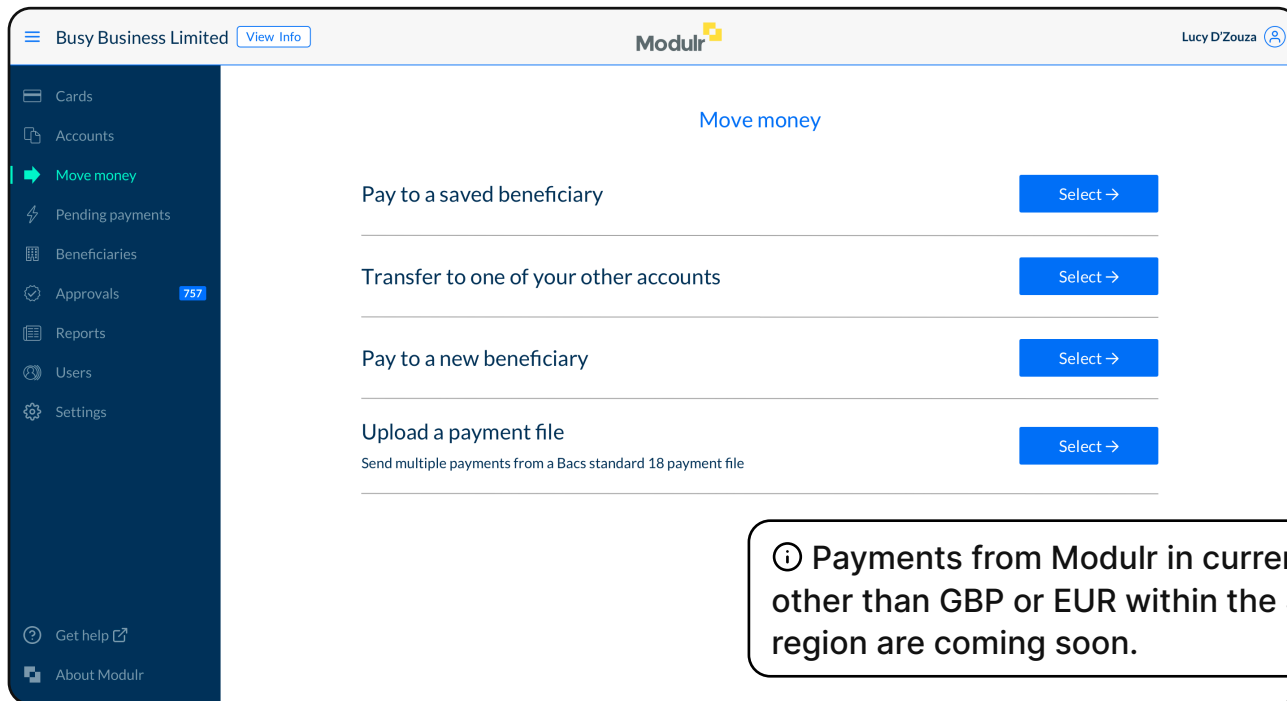 Busy Business Limited View Info
Modulr
Lucy D'Zouza
Cards
Accounts
Move money
Pending payments
Beneficiaries
Approvals 757
Reports
Users
Settings
Get help
About Modulr
Move money
Pay to a saved beneficiary Select →
Transfer to one of your other accounts Select →
Pay to a new beneficiary Select →
Upload a payment file
Send multiple payments from a Bacs standard 18 payment file
Select →
Payments from Modulr in
other than GBP or EUR within the
region are coming soon.